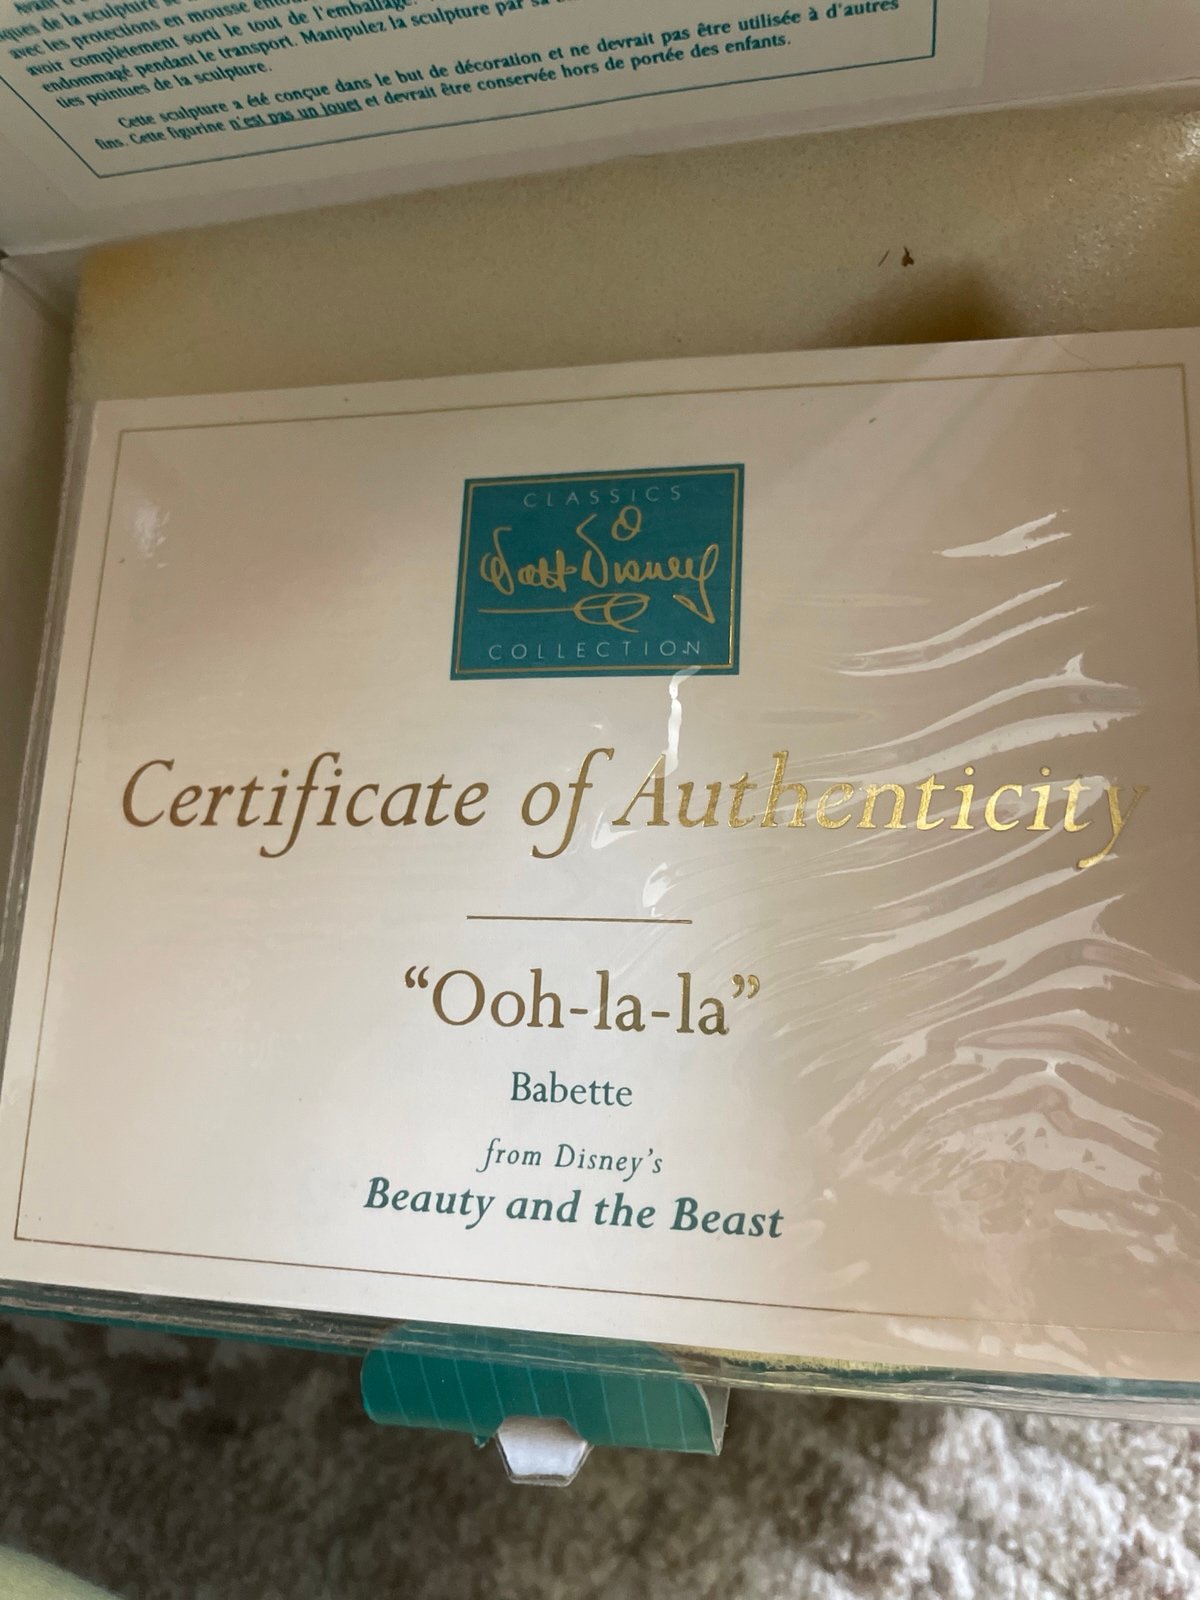 de la sculpture
avec les protections en mousse
avoir complètement sorti le tout de l'emballage.
endommagé pendant le transport. Manipulez la sculpture par sa
ties pointues de la sculpture.
Cette sculpture a été conçue dans le but de décoration et ne devrait pas être utilisée à d'autres
fins. Cette figurine n'est pas un jouet et devrait être conservée hors de portée des enfants.
CLASSICS
Walt Disney
COLLECTION
Certificate of Authenticity
“Ooh-la-la”
Babette
from Disney’s
Beauty and the Beast